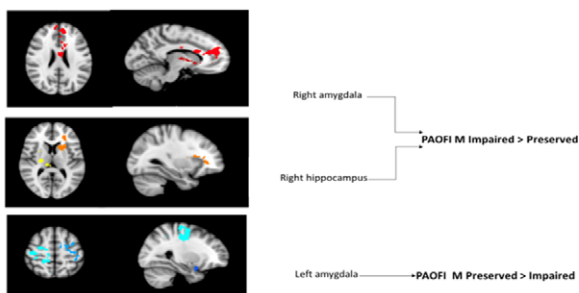 Right amygdala
PAOFI M Impaired > Preserved
Right hippocampus
Left amygdala
PAOFI M Preserved > Impaired